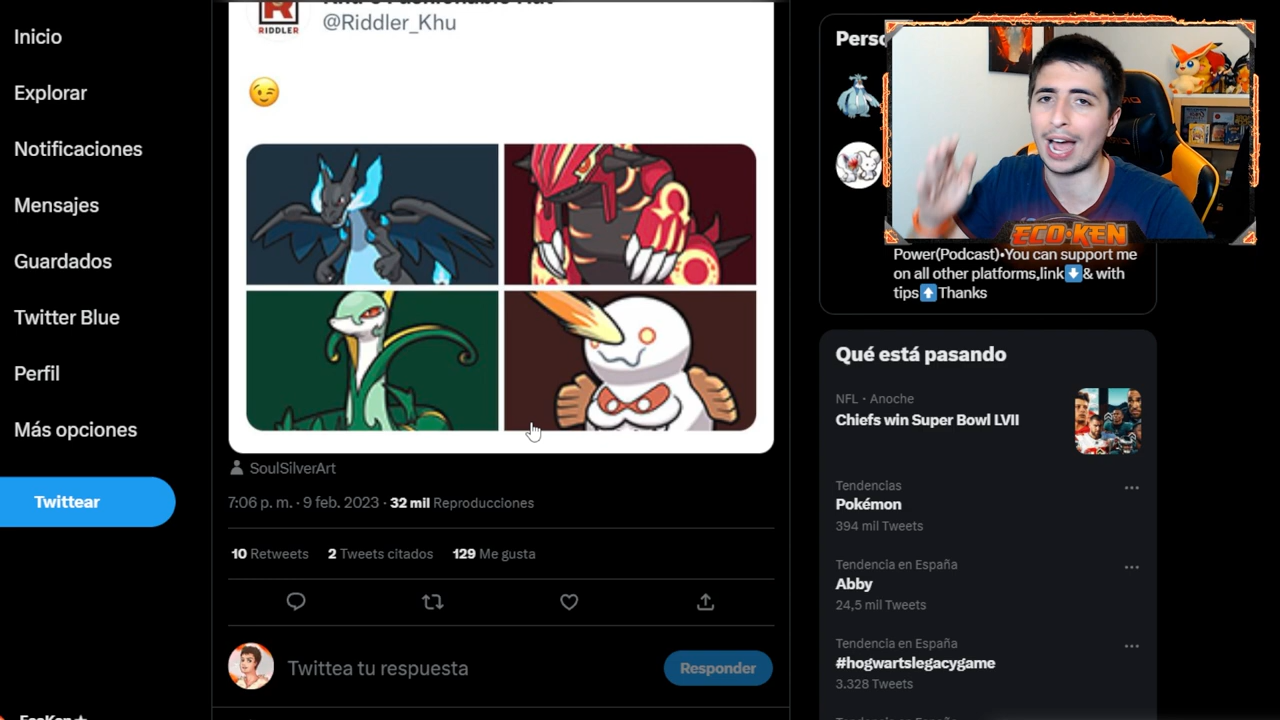 Inicio
Explorar
Notificaciones
Mensajes
Guardados
Twitter Blue
Perfil
Más opciones
Twittear
RIDDLER
@Riddler_Khu
SoulSilverArt
7:06 p. m. · 9 feb. 2023 · 32 mil Reproducciones
10 Retweets 2 Tweets citados 129 Me gusta
Twittea tu respuesta
Responder
ECO-KEN
Power(Podcast)•You can support me
on all other platforms,link⬇️& with
tips⬆️Thanks
Qué está pasando
NFL · Anoche
Chiefs win Super Bowl LVII
Tendencias
Pokémon
394 mil Tweets
Tendencia en España
Abby
24,5 mil Tweets
Tendencia en España
#hogwartslegacygame
3.328 Tweets